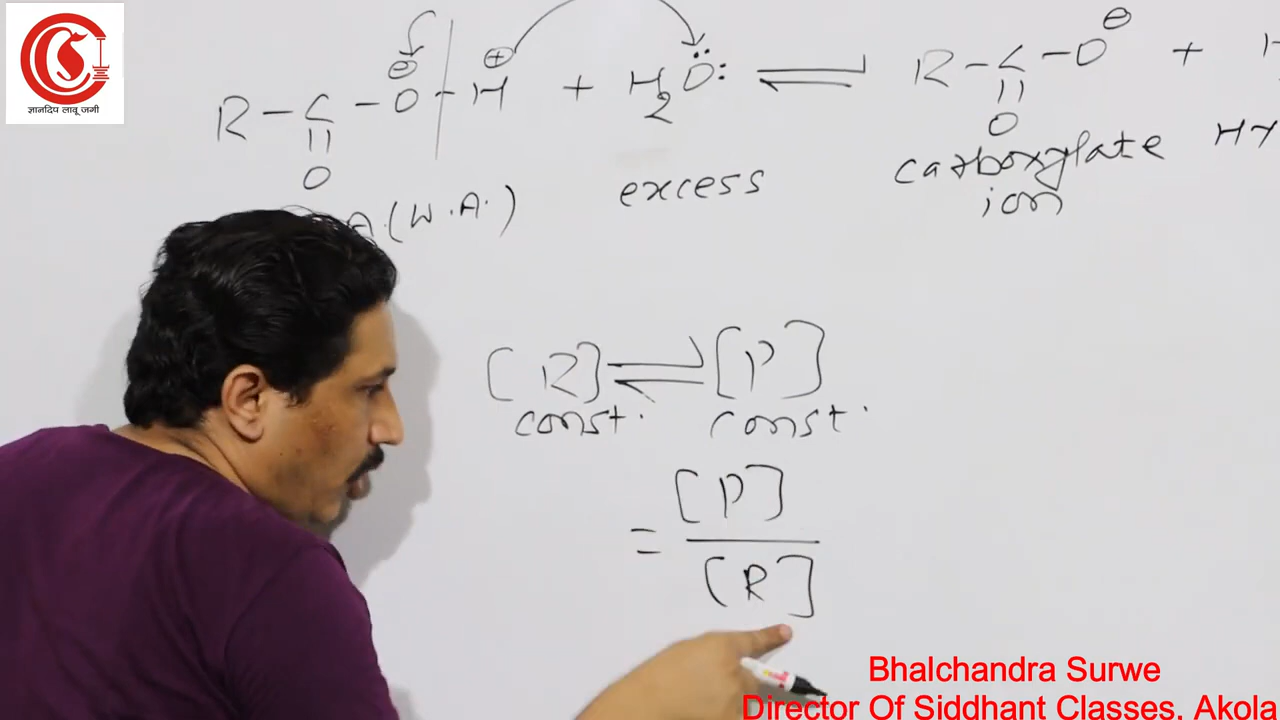 ज्ञानदिप लावू जगी
⊖ ⊕ ⊖
R - C - O - H + H2O: ⇌ R - C - O +
|| ||
O O
A.(W.A.) excess carboxylate
ion
[R] ⇌ [P]
const. const.
= [P]
[R]
Bhalchandra Surwe
Director Of Siddhant Classes. Akola